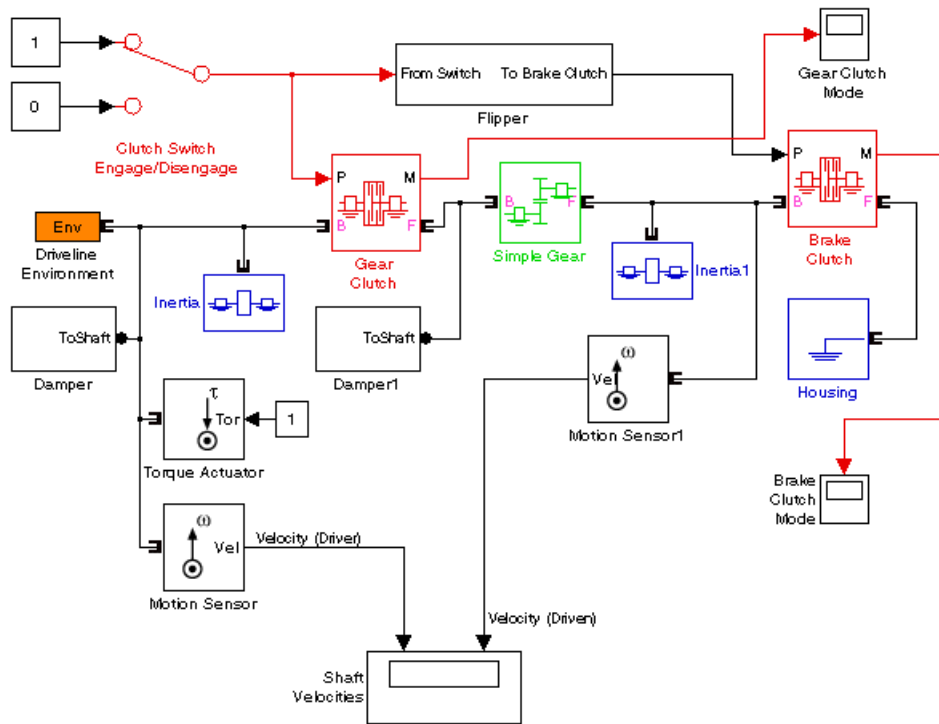 1
0
Clutch Switch
Engage/Disengage
From Switch
To Brake Clutch
Flipper
Gear Clutch
Mode
P
M
B
F
Gear
Clutch
B
F
Simple Gear
P
M
B
F
Brake
Clutch
Env
Driveline
Environment
Inertia
Inertia1
ToShaft
Damper
ToShaft
Damper1
ω
Vel
Motion Sensor1
Housing
τ
Tor
1
Torque Actuator
ω
Vel
Motion Sensor
Velocity (Driver)
Velocity (Driven)
Brake
Clutch
Mode
Shaft
Velocities